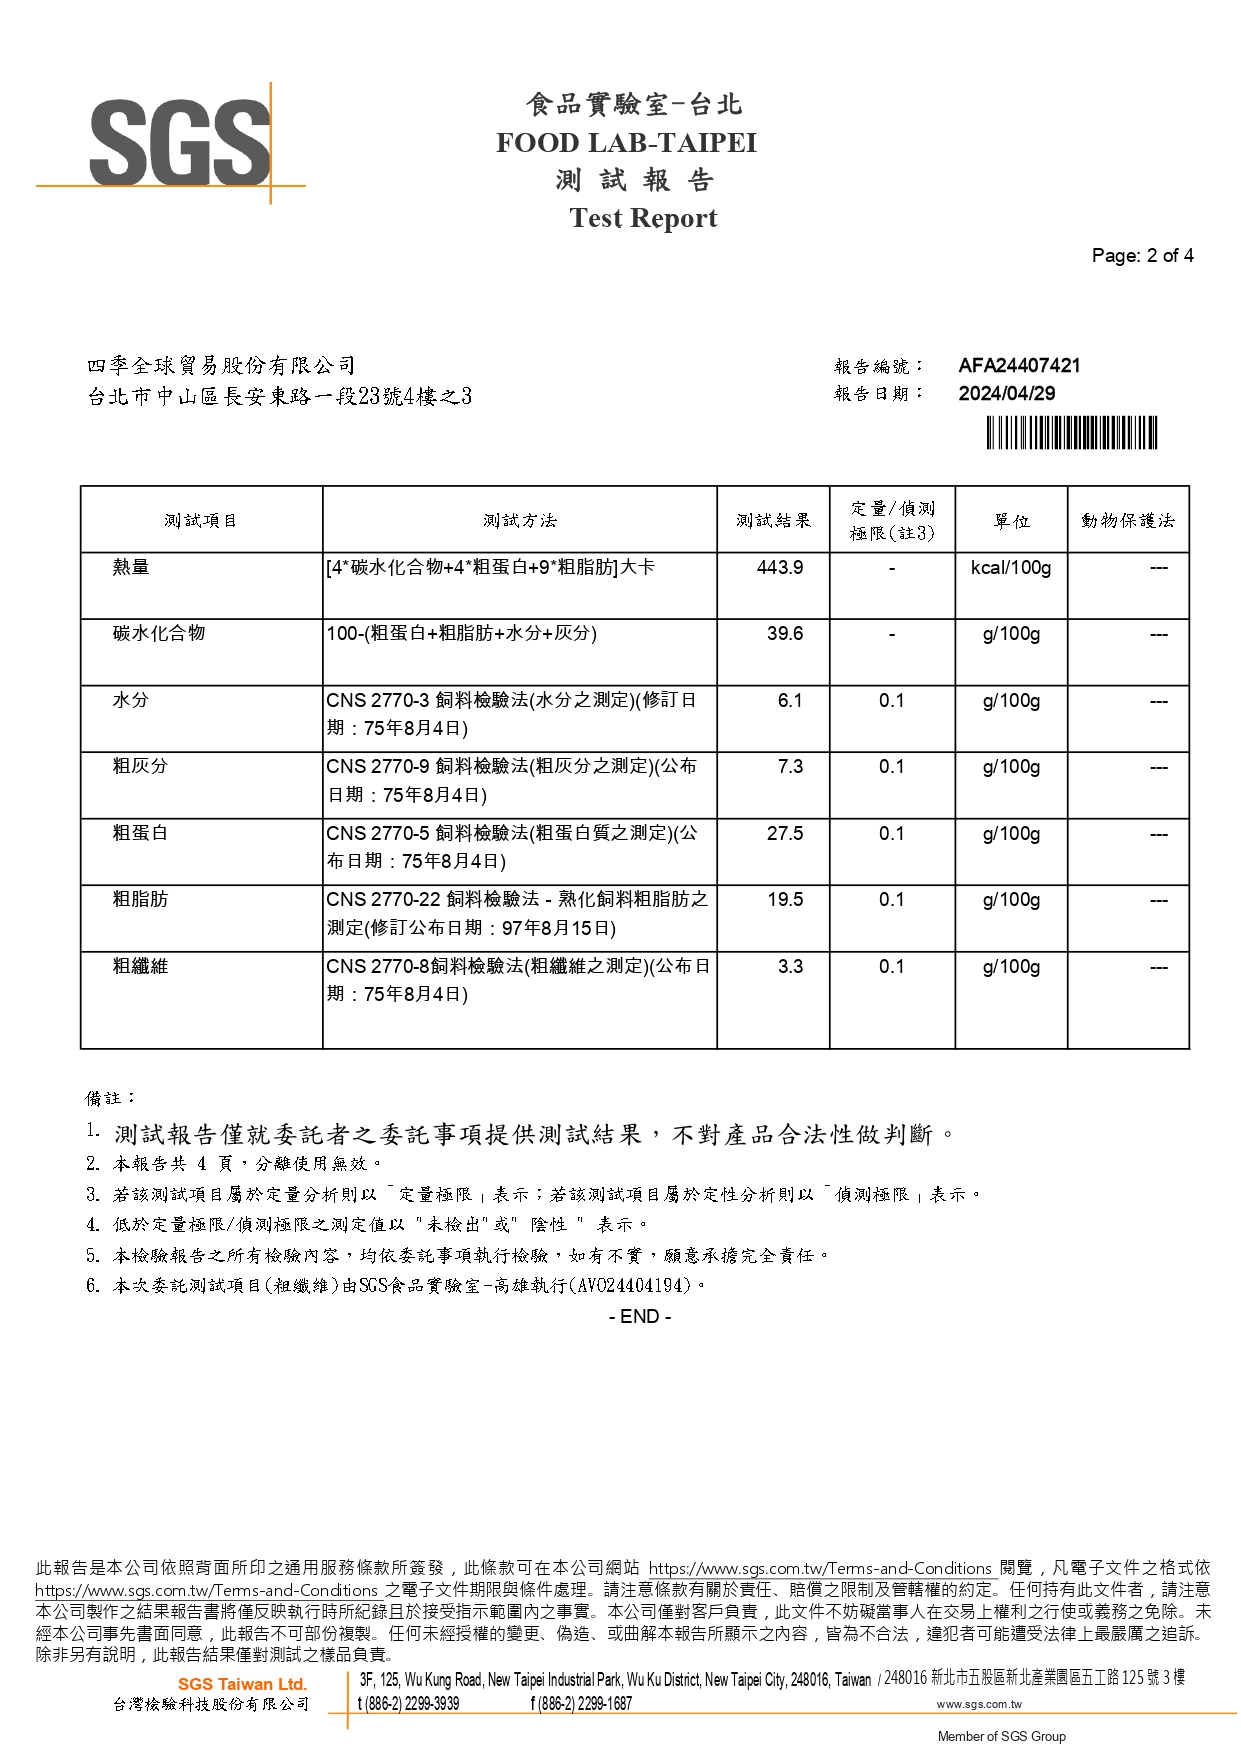 SGS
食品實驗室-台北
FOOD LAB-TAIPEI
測 試 報 告
Test Report
Page: 2 of 4
四季全球貿易股份有限公司
台北市中山區長安東路一段23號4樓之3
報告編號： AFA24407421
報告日期： 2024/04/29
測試項目 測試方法 測試結果 定量/偵測極限(註3) 單位 動物保護法
熱量 [4*碳水化合物+4*粗蛋白+9*粗脂肪]大卡 443.9 - kcal/100g ---
碳水化合物 100-(粗蛋白+粗脂肪+水分+灰分) 39.6 - g/100g ---
水分 CNS 2770-3 飼料檢驗法(水分之測定)(修訂日 6.1 0.1 g/100g ---
期：75年8月4日)
粗灰分 CNS 2770-9 飼料檢驗法(粗灰分之測定)(公布 7.3 0.1 g/100g ---
日期：75年8月4日)
粗蛋白 CNS 2770-5 飼料檢驗法(粗蛋白質之測定)(公 27.5 0.1 g/100g ---
布日期：75年8月4日)
粗脂肪 CNS 2770-22 飼料檢驗法 - 熟化飼料粗脂肪之 19.5 0.1 g/100g ---
測定(修訂公布日期：97年8月15日)
粗纖維 CNS 2770-8飼料檢驗法(粗纖維之測定)(公布日 3.3 0.1 g/100g ---
期：75年8月4日)
備註：
1. 測試報告僅就委託者之委託事項提供測試結果，不對產品合法性做判斷。
2. 本報告共 4 頁，分離使用無效。
3. 若該測試項目屬於定量分析則以「定量極限」表示；若該測試項目屬於定性分析則以「偵測極限」表示。
4. 低於定量極限/偵測極限之測定值以 "未檢出"或" 陰性 " 表示。
5. 本檢驗報告之所有檢驗內容，均依委託事項執行檢驗，如有不實，願意承擔完全責任。
6. 本次委託測試項目(粗纖維)由SGS食品實驗室-高雄執行(AVO24404194)。
- END -
此報告是本公司依照背面所印之通用服務條款所簽發，此條款可在本公司網站 https://www.sgs.com.tw/Terms-and-Conditions 閱覽，凡電子文件之格式依
https://www.sgs.com.tw/Terms-and-Conditions 之電子文件期限與條件處理。請注意條款有關於責任、賠償之限制及管轄權的約定。任何持有此文件者，請注意
本公司製作之結果報告書將僅反映執行時所紀錄且於接受指示範圍內之事實。本公司僅對客戶負責，此文件不妨礙當事人在交易上權利之行使或義務之免除。未
經本公司事先書面同意，此報告不可部份複製。任何未經授權的變更、偽造、或曲解本報告所顯示之內容，皆為不合法，違犯者可能遭受法律上最嚴厲之追訴。
除非另有說明，此報告結果僅對測試之樣品負責。
SGS Taiwan Ltd. 3F, 125, Wu Kung Road, New Taipei Industrial Park, Wu Ku District, New Taipei City, 248016, Taiwan / 248016 新北市五股區新北產業園區五工路 125 號 3 樓
台灣檢驗科技股份有限公司 t (886-2) 2299-3939 f (886-2) 2299-1687 www.sgs.com.tw
Member of SGS Group